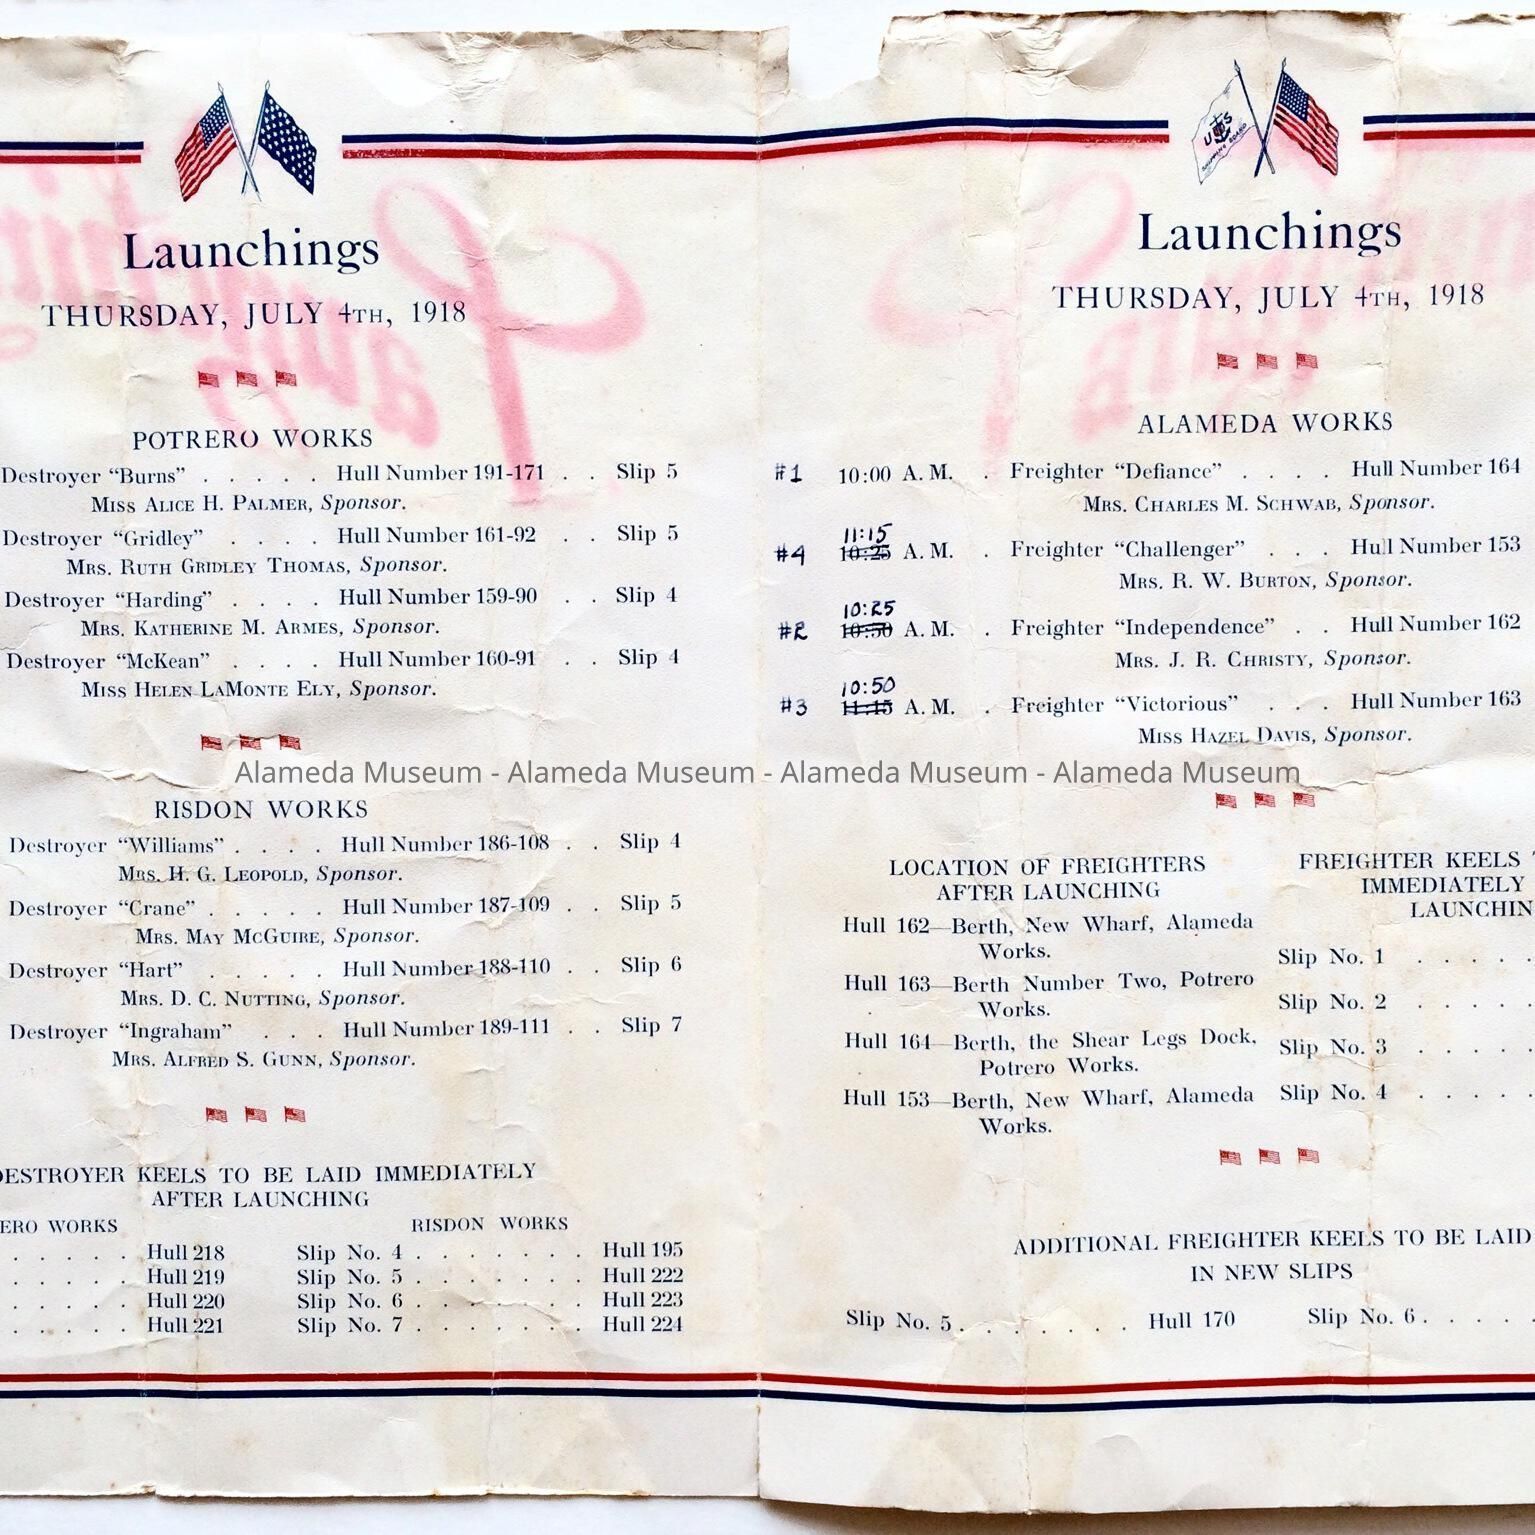 Launchings
THURSDAY, JULY 4TH, 1918
POTRERO WORKS
Destroyer “Burns” . . . . . Hull Number 191-171 . . Slip 5
MISS ALICE H. PALMER, Sponsor.
Destroyer “Gridley” . . . . Hull Number 161-92 . . Slip 5
MRS. RUTH GRIDLEY THOMAS, Sponsor.
Destroyer “Harding” . . . . Hull Number 159-90 . . Slip 4
MRS. KATHERINE M. ARMES, Sponsor.
Destroyer “McKean” . . . . Hull Number 160-91 . . Slip 4
MISS HELEN LAMONTE ELY, Sponsor.
RISDON WORKS
Destroyer “Williams” . . . . Hull Number 186-108 . . Slip 4
MRS. H. G. LEOPOLD, Sponsor.
Destroyer “Crane” . . . . . Hull Number 187-109 . . Slip 5
MRS. MAY MCGUIRE, Sponsor.
Destroyer “Hart” . . . . . Hull Number 188-110 . . Slip 6
MRS. D. C. NUTTING, Sponsor.
Destroyer “Ingraham” . . . Hull Number 189-111 . . Slip 7
MRS. ALFRED S. GUNN, Sponsor.
DESTROYER KEELS TO BE LAID IMMEDIATELY
AFTER LAUNCHING
ERO WORKS RISDON WORKS
. . . . . Hull 218 Slip No. 4 . . . . . . . Hull 195
. . . . . Hull 219 Slip No. 5 . . . . . . . Hull 222
. . . . . Hull 220 Slip No. 6 . . . . . . . Hull 223
. . . . . Hull 221 Slip No. 7 . . . . . . . Hull 224
U S
SHIPPING BOARD
Launchings
THURSDAY, JULY 4TH, 1918
ALAMEDA WORKS
#1 10:00 A. M. . Freighter “Defiance” . . . . Hull Number 164
MRS. CHARLES M. SCHWAB, Sponsor.
11:15
#4 10:25 A. M. . Freighter “Challenger” . . . Hull Number 153
MRS. R. W. BURTON, Sponsor.
10:25
#2 10:50 A. M. . Freighter “Independence” . . Hull Number 162
MRS. J. R. CHRISTY, Sponsor.
10:50
#3 11:15 A. M. . Freighter “Victorious” . . . Hull Number 163
MISS HAZEL DAVIS, Sponsor.
Alameda Museum - Alameda Museum - Alameda Museum - Alameda Museum
LOCATION OF FREIGHTERS
AFTER LAUNCHING
Hull 162—Berth, New Wharf, Alameda
Works.
Hull 163—Berth Number Two, Potrero
Works.
Hull 164—Berth, the Shear Legs Dock,
Potrero Works.
Hull 153—Berth, New Wharf, Alameda
Works.
FREIGHTER KEELS T
IMMEDIATELY
LAUNCHIN
Slip No. 1 . . . . .
Slip No. 2 . . . . .
Slip No. 3 . . . . .
Slip No. 4 . . . . .
ADDITIONAL FREIGHTER KEELS TO BE LAID
IN NEW SLIPS
Slip No. 5 . . . . . . . Hull 170 Slip No. 6 . . . . .